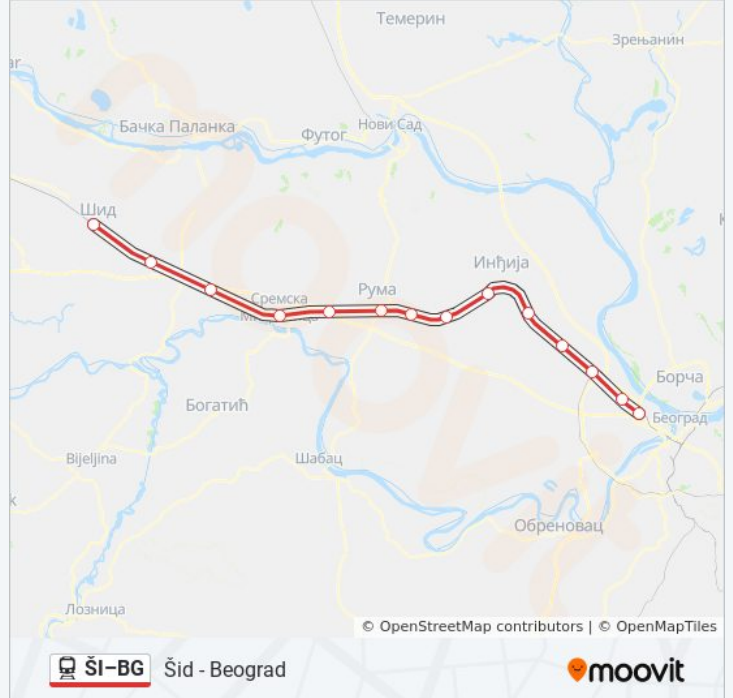 Темерин
Зрењанин
ar
Бачка Паланка
Футог
Нови Сад
Шид
Инђија
Рума
Сремска
Борча
Богатић
Београд
Bijeljina
Шабац
Обреновац
Лозница
© OpenStreetMap contributors | © OpenMapTiles
ŠI–BG Šid - Beograd
moovit